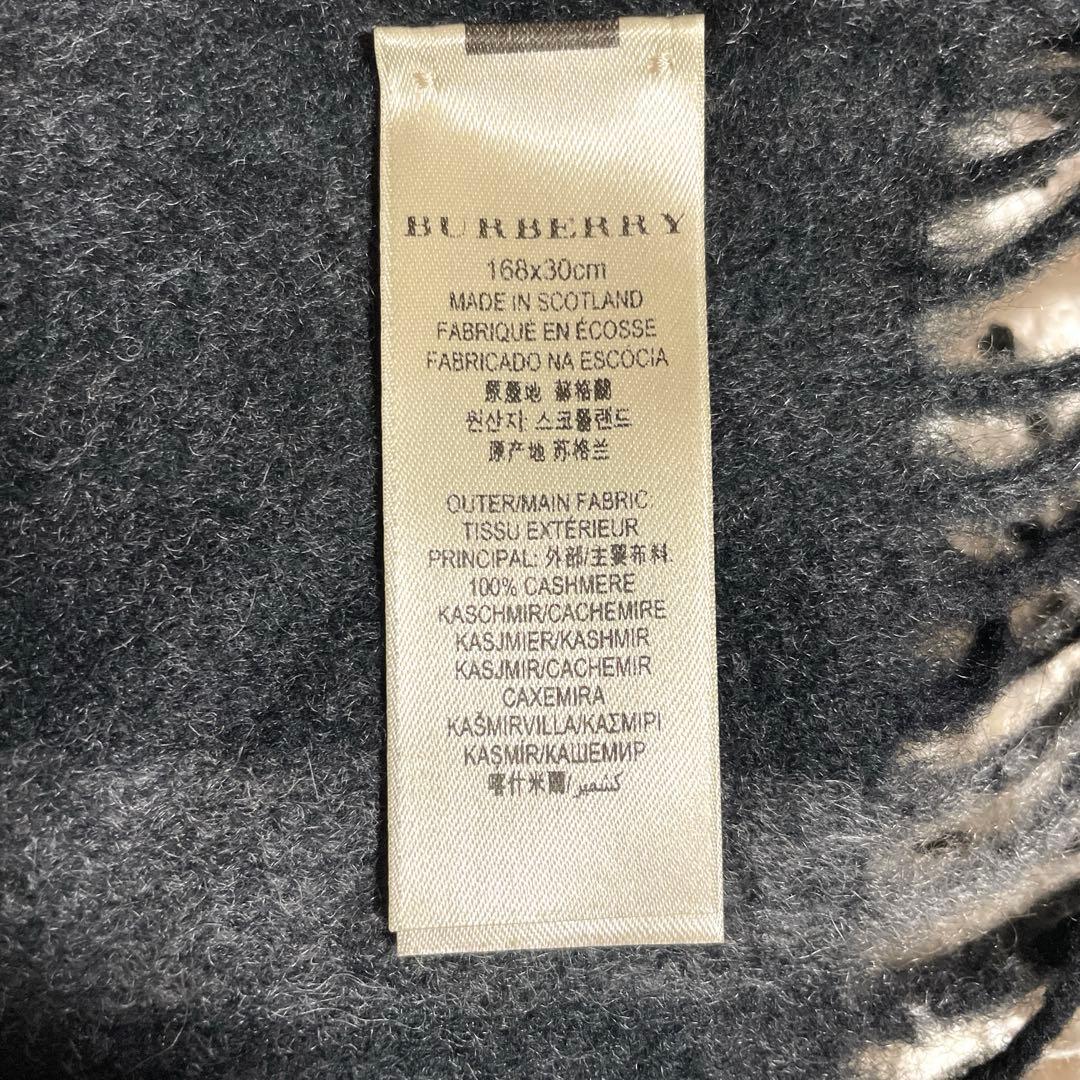 BURBERRY
168x30cm
MADE IN SCOTLAND
FABRIQUE EN ÉCOSSE
FABRICADO NA ESCÓCIA
原產地 蘇格蘭
원산지: 스코틀랜드
原产地 苏格兰
OUTER/MAIN FABRIC
TISSU EXTÉRIEUR
PRINCIPAL: 外部/主要布料
100% CASHMERE
KASCHMIR/CACHEMIRE
KASJMIER/KASHMIR
KASJMIR/CACHEMIR
CAXEMIRA
KAŠMIRVILLA/ΚΑΣΜΙΡΙ
KASMÍR/КАШЕМИР
喀什米爾/كشمير